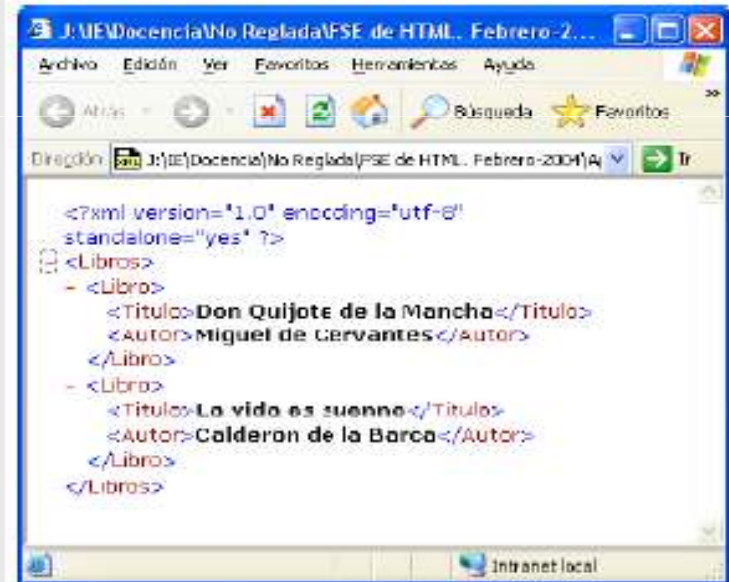 J:\IE\Docencia\No Reglada\FSE de HTML. Febrero-2...
Archivo Edición Ver Favoritos Herramientas Ayuda
Atrás Búsqueda Favoritos
Dirección J:\IE\Docencia\No Reglada\FSE de HTML. Febrero-2004\A Ir
<?xml version="1.0" encoding="utf-8"
standalone="yes" ?>
- <Libros>
- <Libro>
<Titulo>Don Quijote de la Mancha</Titulo>
<Autor>Miguel de Cervantes</Autor>
</Libro>
- <Libro>
<Titulo>La vida es suenno</Titulo>
<Autor>Calderon de la Barca</Autor>
</Libro>
</Libros>
Intranet local